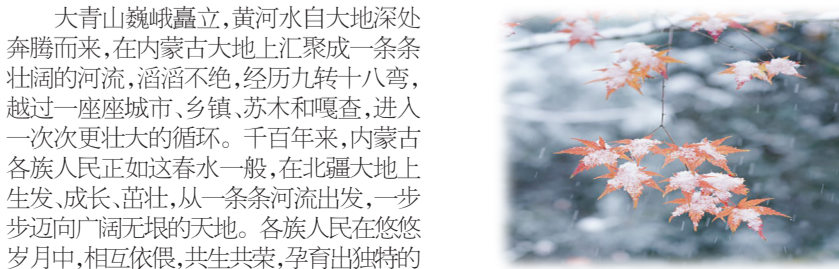 大青山巍峨矗立，黄河水自大地深处
奔腾而来，在内蒙古大地上汇聚成一条条
壮阔的河流，滔滔不绝，经历九转十八弯，
越过一座座城市、乡镇、苏木和嘎查，进入
一次次更壮大的循环。千百年来，内蒙古
各族人民正如这春水一般，在北疆大地上
生发、成长、茁壮，从一条条河流出发，一步
步迈向广阔无垠的天地。各族人民在悠悠
岁月中，相互依偎，共生共荣，孕育出独特的